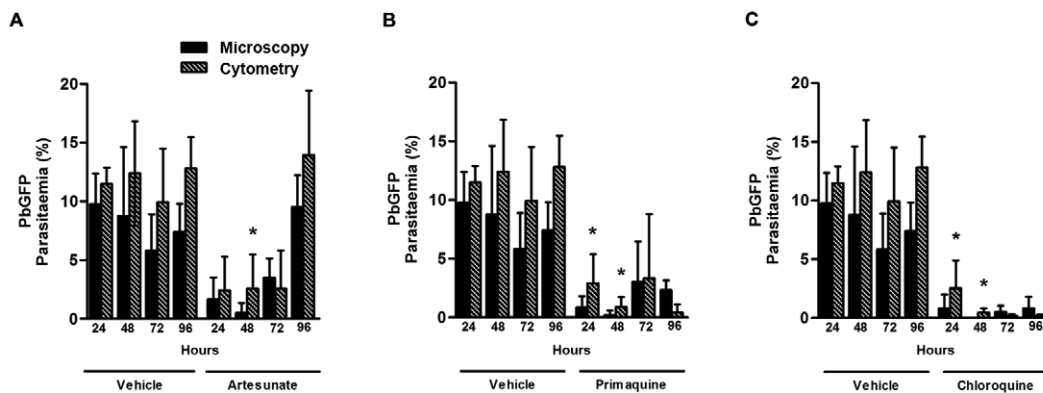 A
B
C
Microscopy
Cytometry
PbGFP
Parasitaemia (%)
20
15
10
5
0
24 48 72 96 24 48 * 72 96
Hours
Vehicle Artesunate
PbGFP
Parasitaemia (%)
20
15
10
5
0
* *
24 48 72 96 24 48 72 96
Hours
Vehicle Primaquine
PbGFP
Parasitaemia (%)
20
15
10
5
0
* *
24 48 72 96 24 48 72 96
Hours
Vehicle Chloroquine